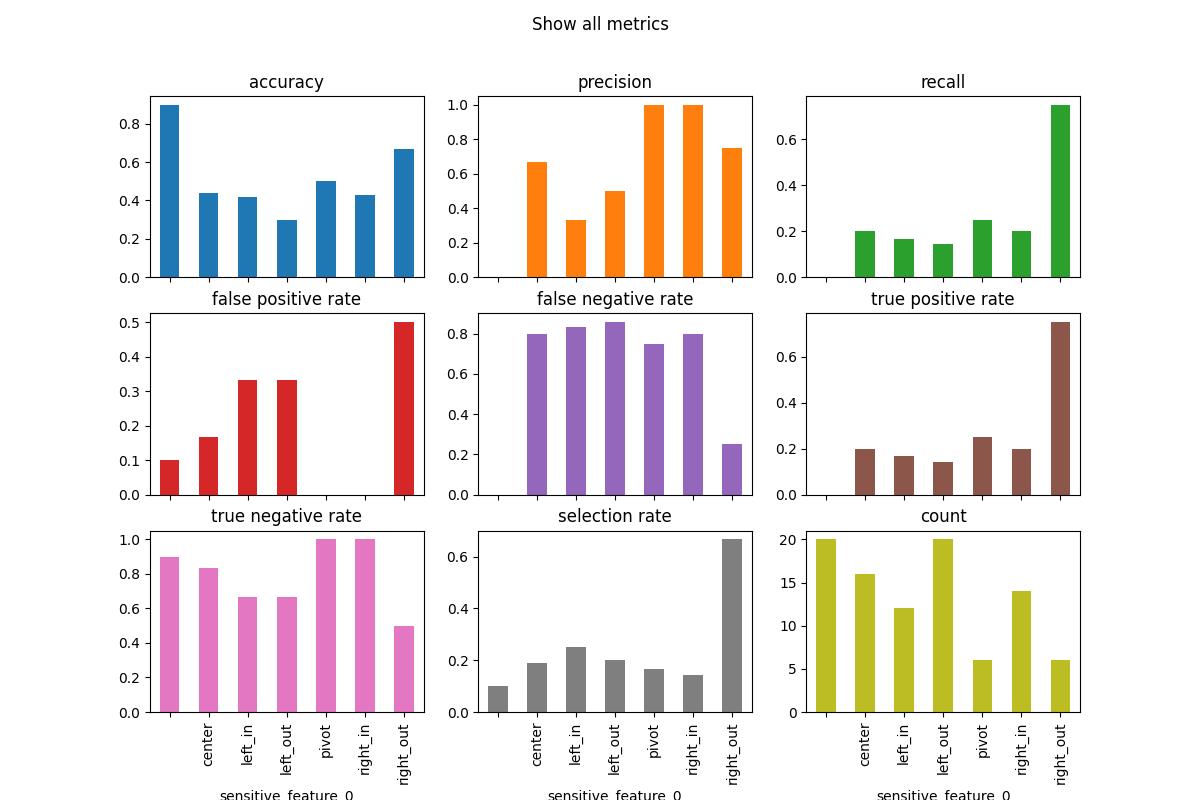 Show all metrics
accuracy
0.8
0.6
0.4
0.2
0.0
precision
1.0
0.8
0.6
0.4
0.2
0.0
recall
0.6
0.4
0.2
0.0
false positive rate
0.5
0.4
0.3
0.2
0.1
0.0
false negative rate
0.8
0.6
0.4
0.2
0.0
true positive rate
0.6
0.4
0.2
0.0
true negative rate
1.0
0.8
0.6
0.4
0.2
0.0
center
left_in
left_out
pivot
right_in
right_out
sensitive_feature_0
selection rate
0.6
0.4
0.2
0.0
center
left_in
left_out
pivot
right_in
right_out
sensitive_feature_0
count
20
15
10
5
0
center
left_in
left_out
pivot
right_in
right_out
sensitive_feature_0